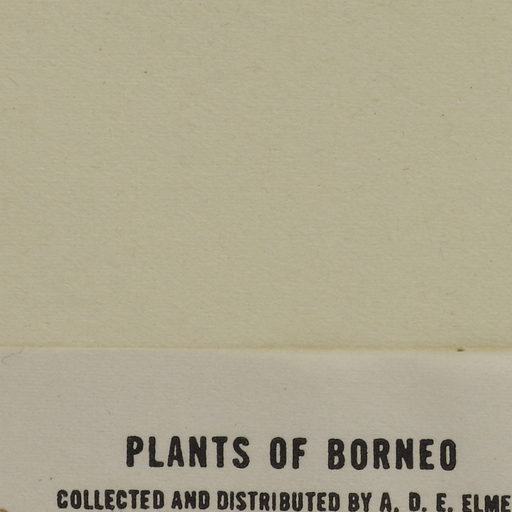 PLANTS OF BORNEO
COLLECTED AND DISTRIBUTED BY A. D. E. ELME